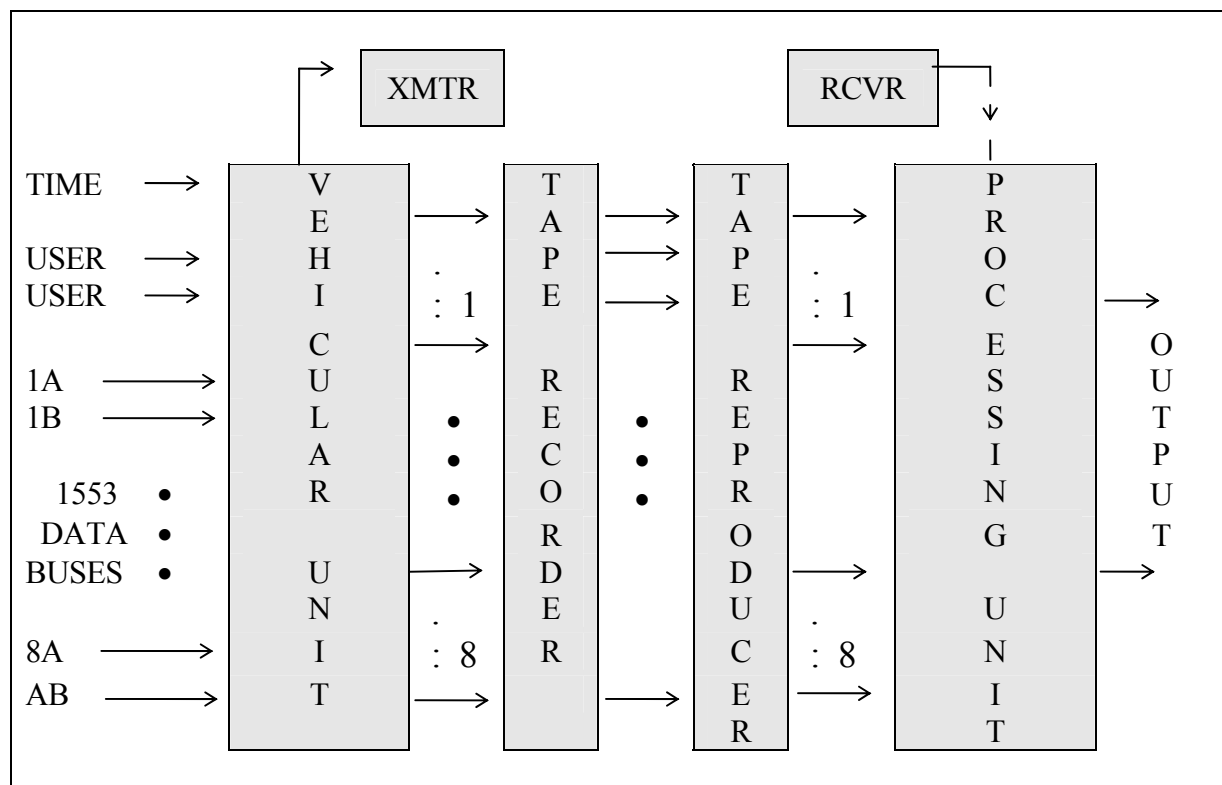 XMTR
RCVR
TIME
USER
USER
1A
1B
1553
DATA
BUSES
8A
AB
VEHICULAR UNIT
: 1
: 8
TAPE RECORDER
TAPE REPRODUCER
: 1
: 8
PROCESSING UNIT
OUTPUT